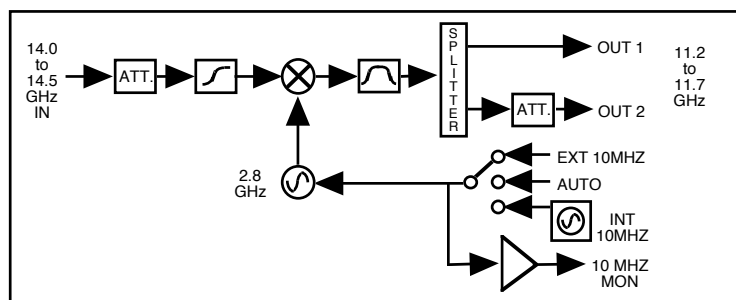 14.0
to
14.5
GHz
IN
ATT.
SPLITTER
OUT 1
ATT.
OUT 2
11.2
to
11.7
GHz
2.8
GHz
EXT 10MHZ
AUTO
INT
10MHZ
10 MHZ
MON